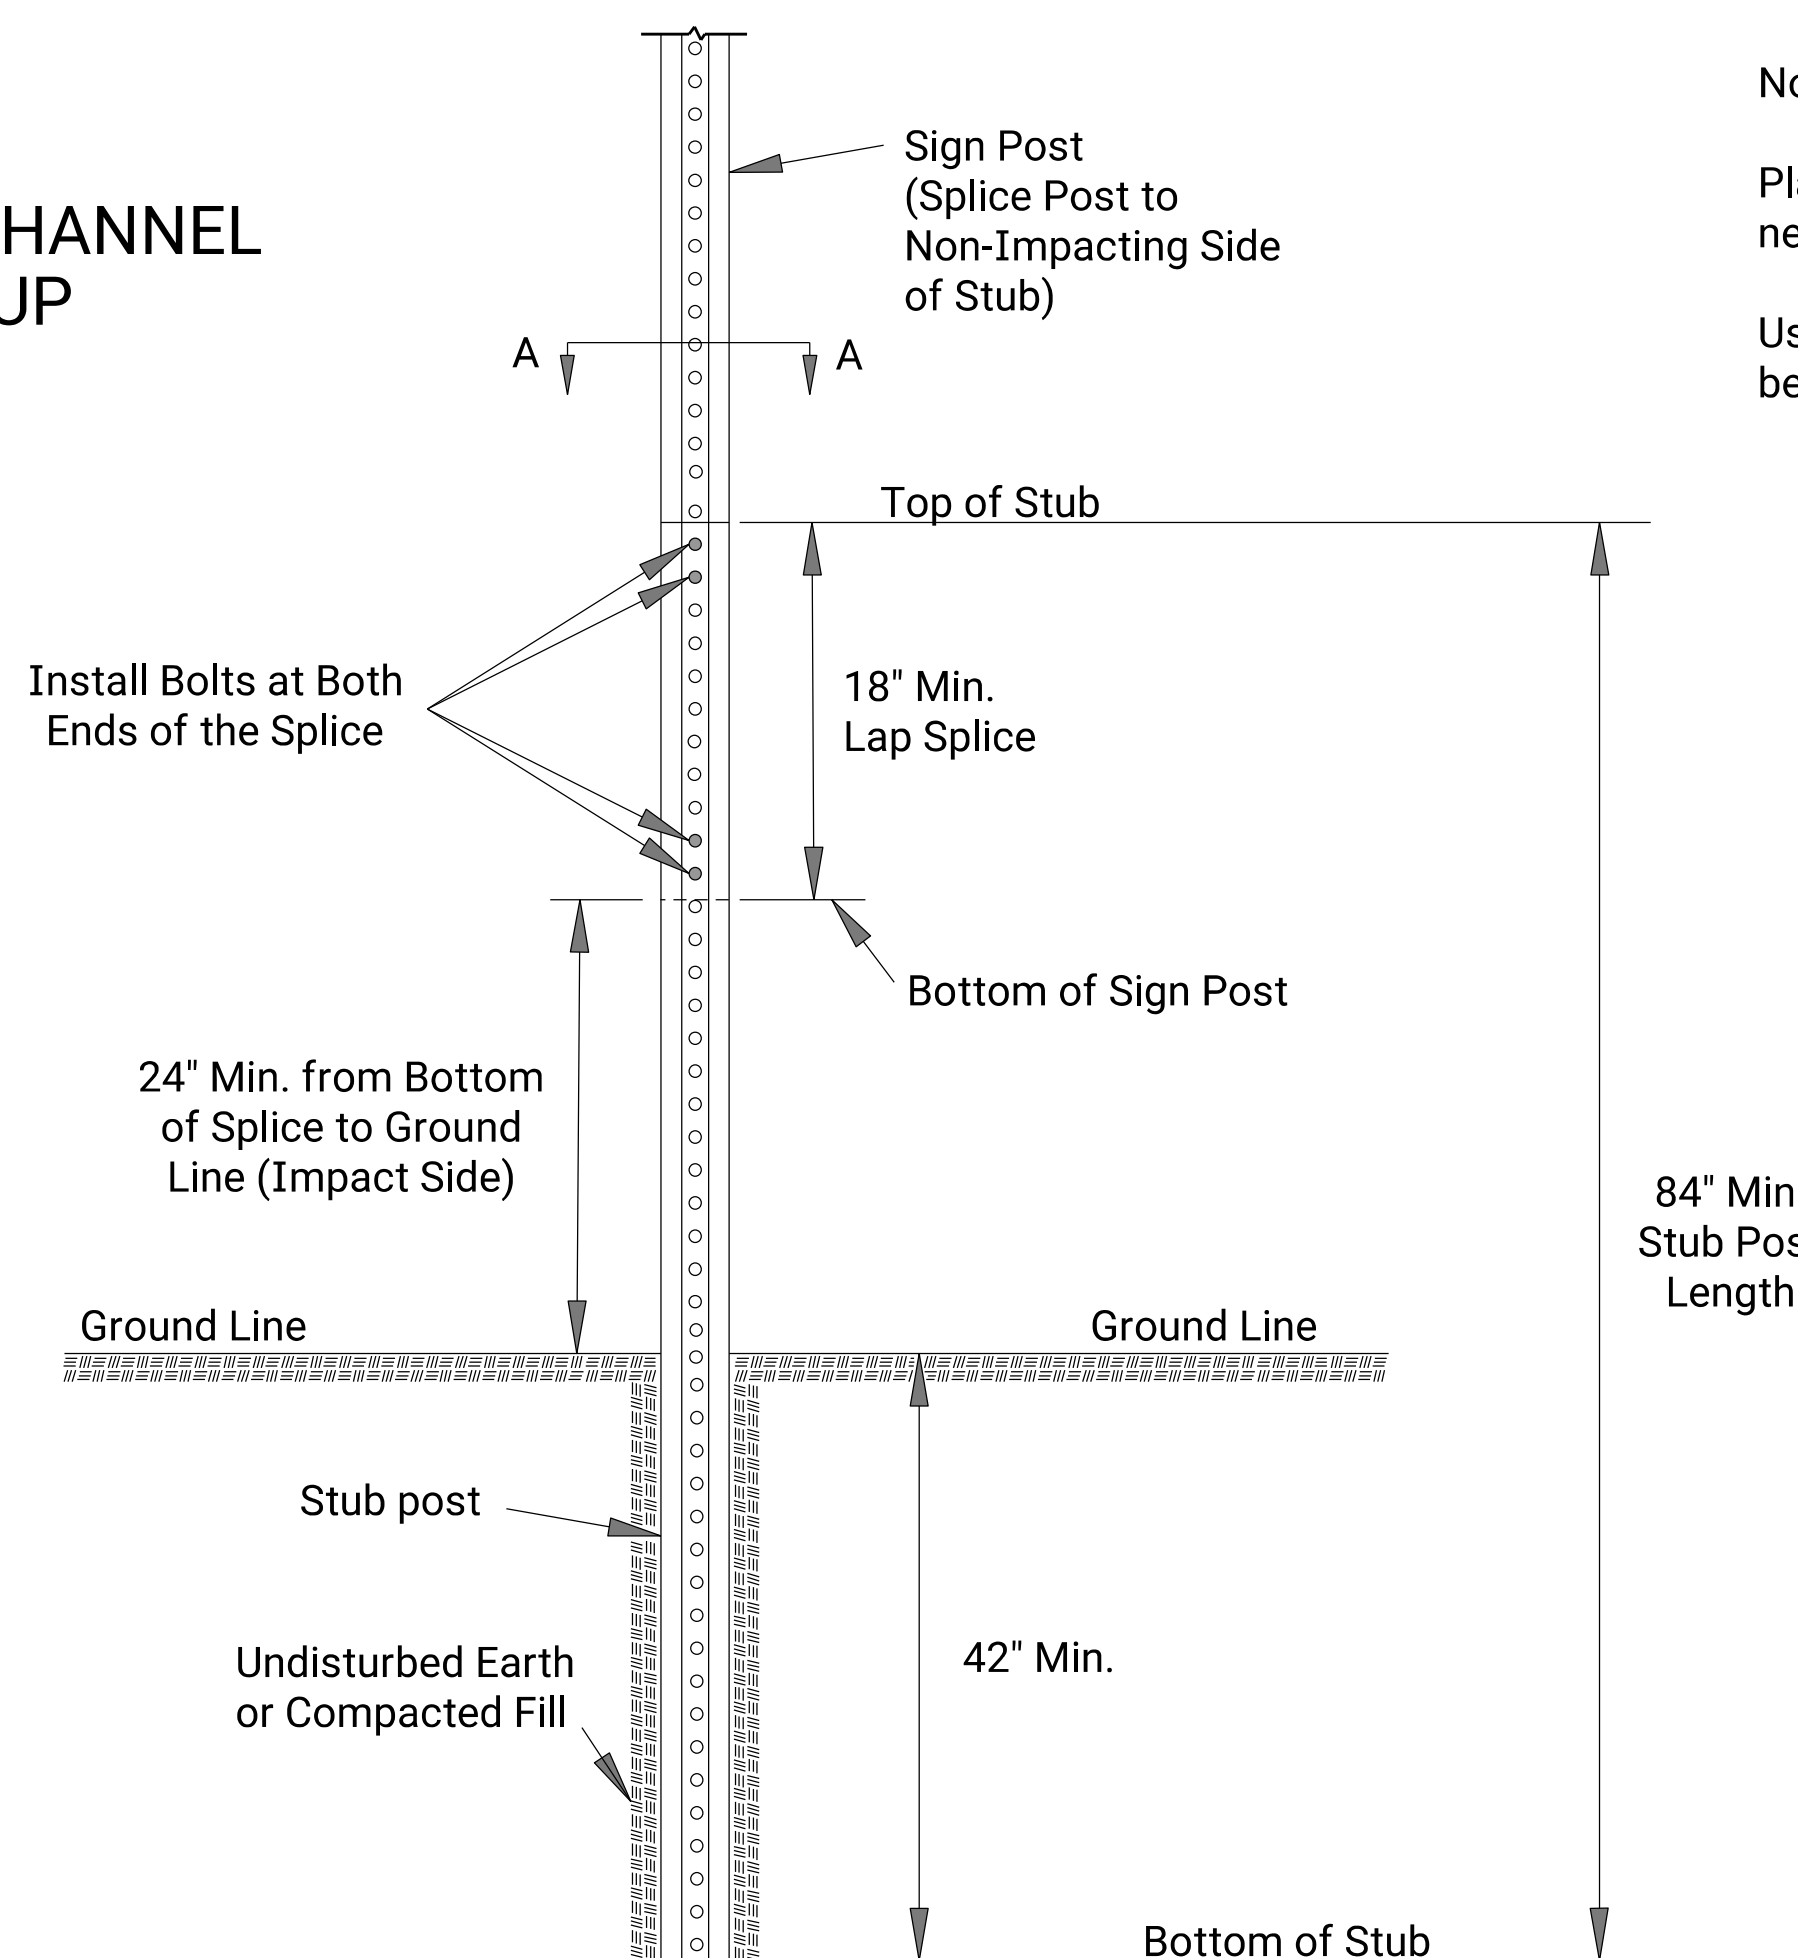 HANNEL
UP
Sign Post
(Splice Post to
Non-Impacting Side
of Stub)
A
A
Top of Stub
Install Bolts at Both
Ends of the Splice
18" Min.
Lap Splice
Bottom of Sign Post
24" Min. from Bottom
of Splice to Ground
Line (Impact Side)
84" Min
Stub Pos
Length
Ground Line
Ground Line
Stub post
Undisturbed Earth
or Compacted Fill
42" Min.
Bottom of Stub